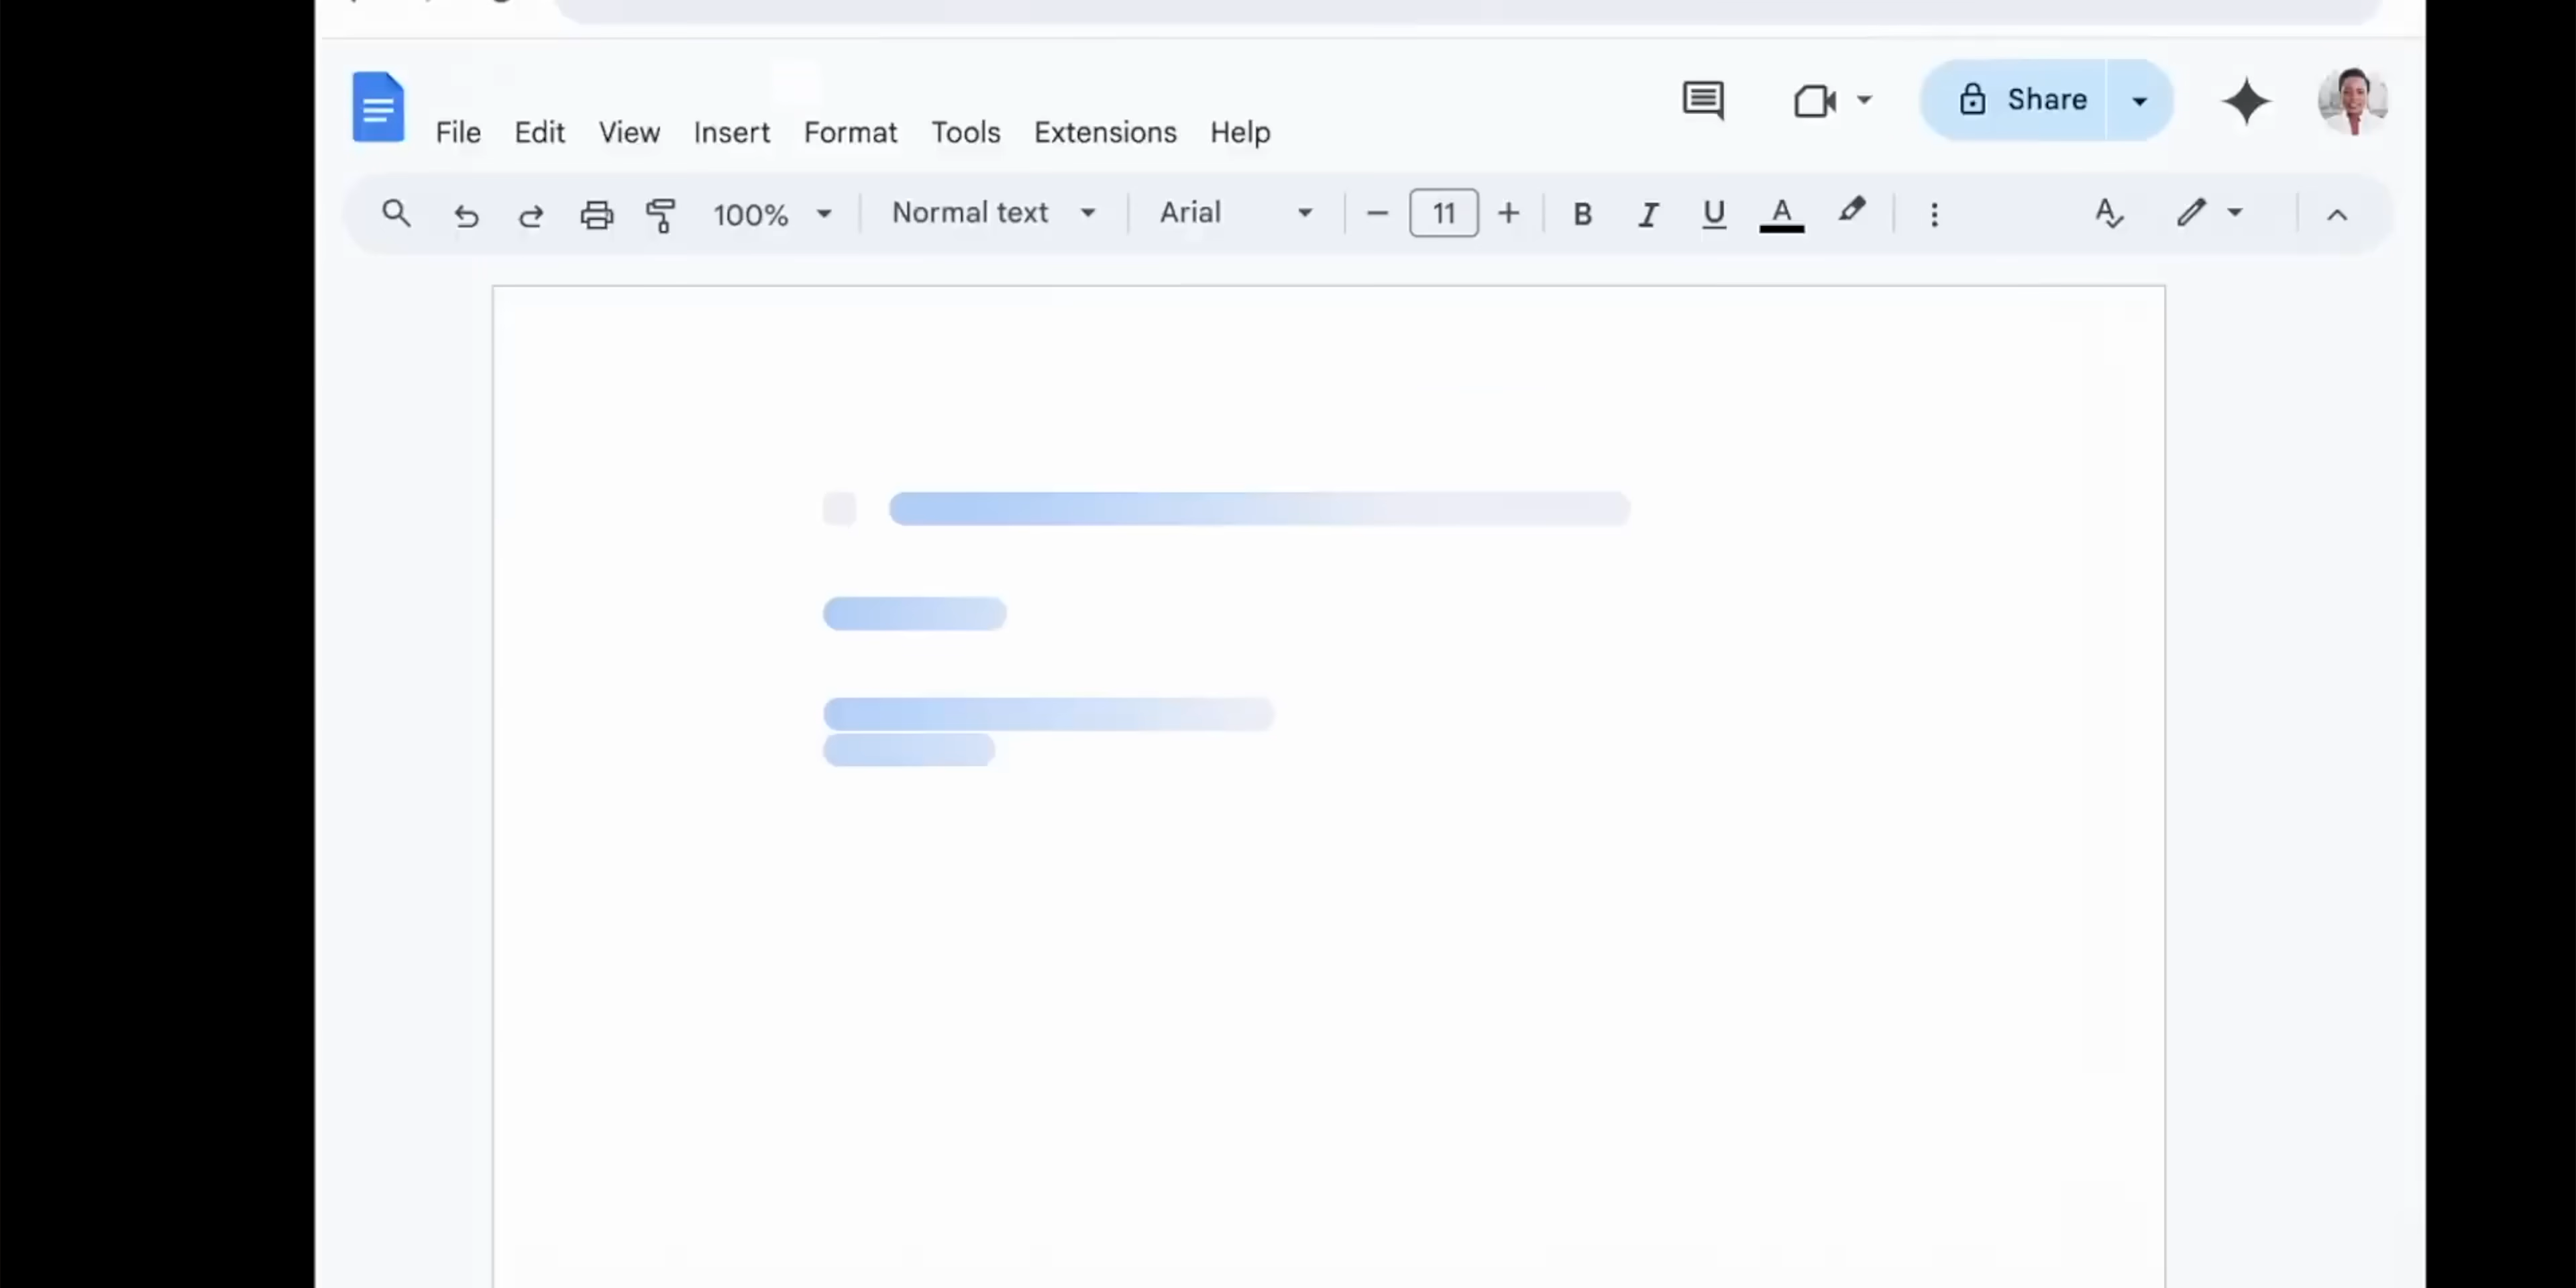 File Edit View Insert Format Tools Extensions Help
Share
100% Normal text Arial 11 B I U A